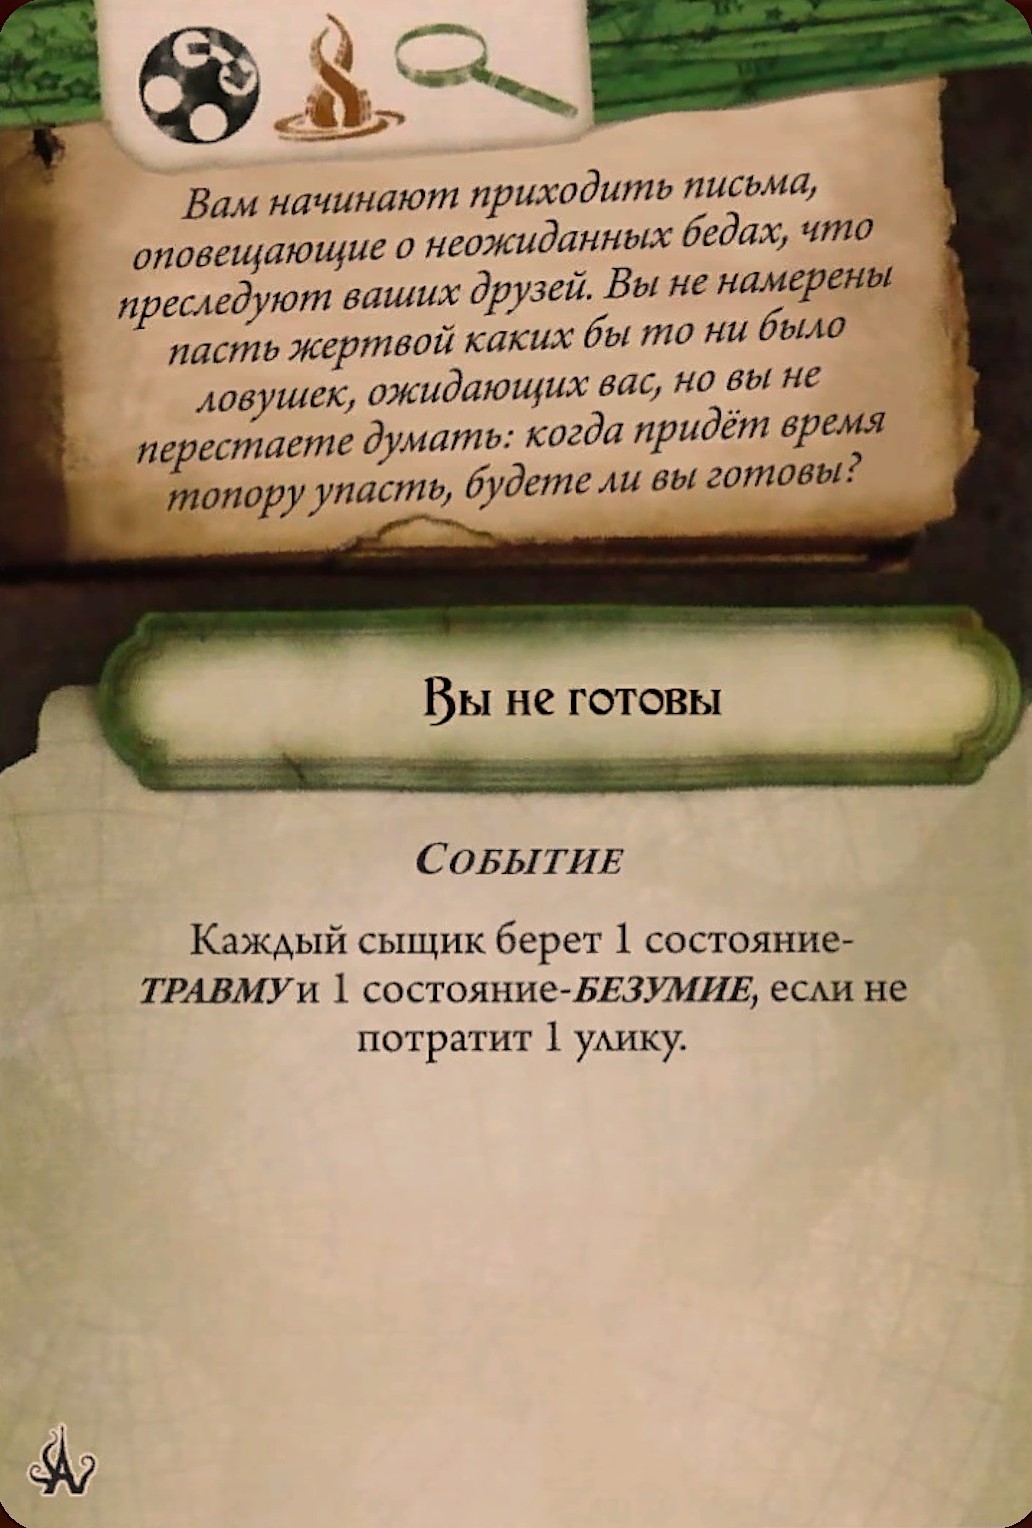 Вам начинают приходить письма,
оповещающие о неожиданных бедах, что
преследуют ваших друзей. Вы не намерены
пасть жертвой каких бы то ни было
ловушек, ожидающих вас, но вы не
перестаете думать: когда придёт время
топору упасть, будете ли вы готовы?
Вы не готовы
Событие
Каждый сыщик берет 1 состояние-
ТРАВМУ и 1 состояние-БЕЗУМИЕ, если не
потратит 1 улику.